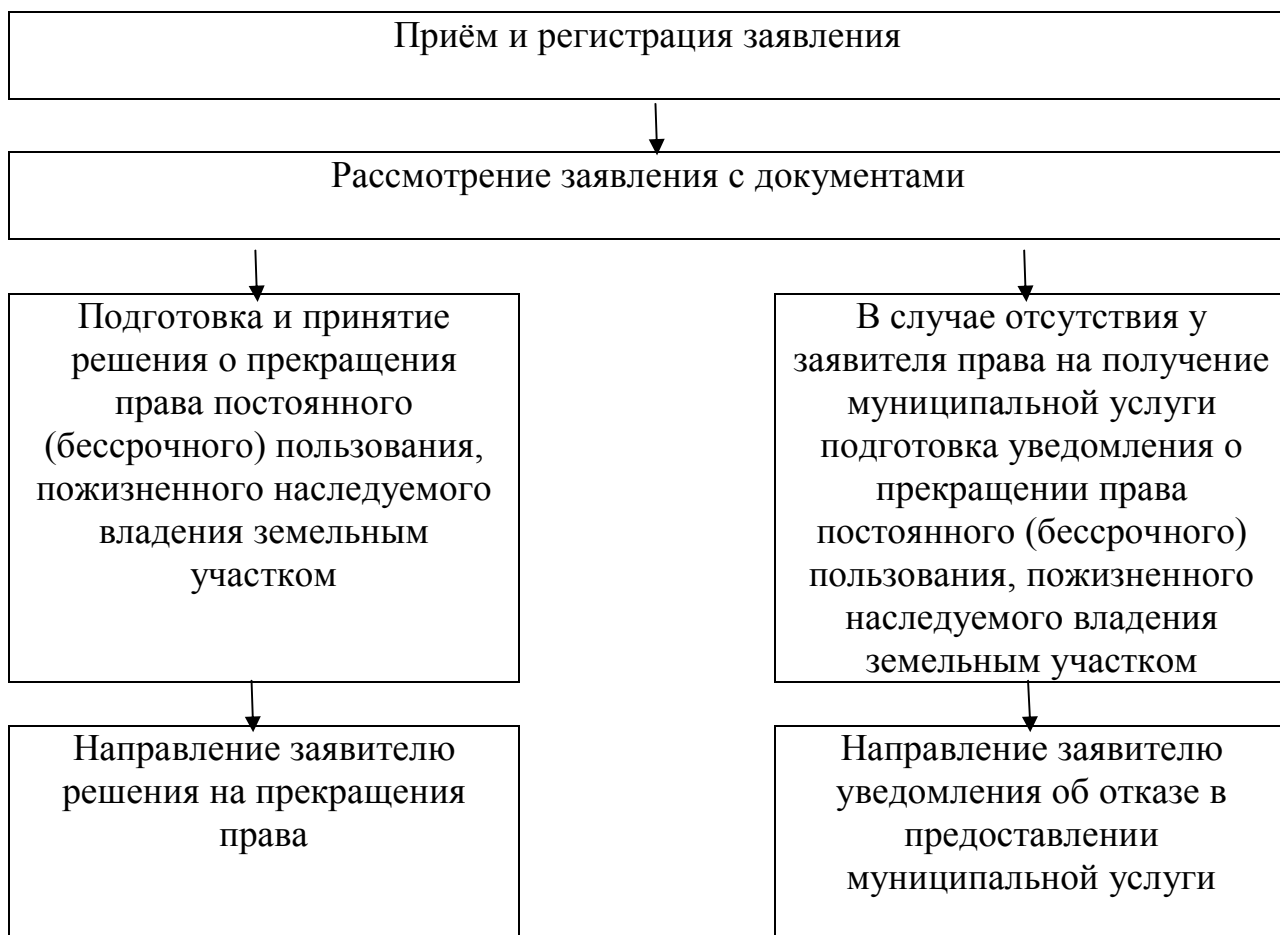 Приём и регистрация заявления
Рассмотрение заявления с документами
Подготовка и принятие
решения о прекращения
права постоянного
(бессрочного) пользования,
пожизненного наследуемого
владения земельным
участком
В случае отсутствия у
заявителя права на получение
муниципальной услуги
подготовка уведомления о
прекращении права
постоянного (бессрочного)
пользования, пожизненного
наследуемого владения
земельным участком
Направление заявителю
решения на прекращения
права
Направление заявителю
уведомления об отказе в
предоставлении
муниципальной услуги